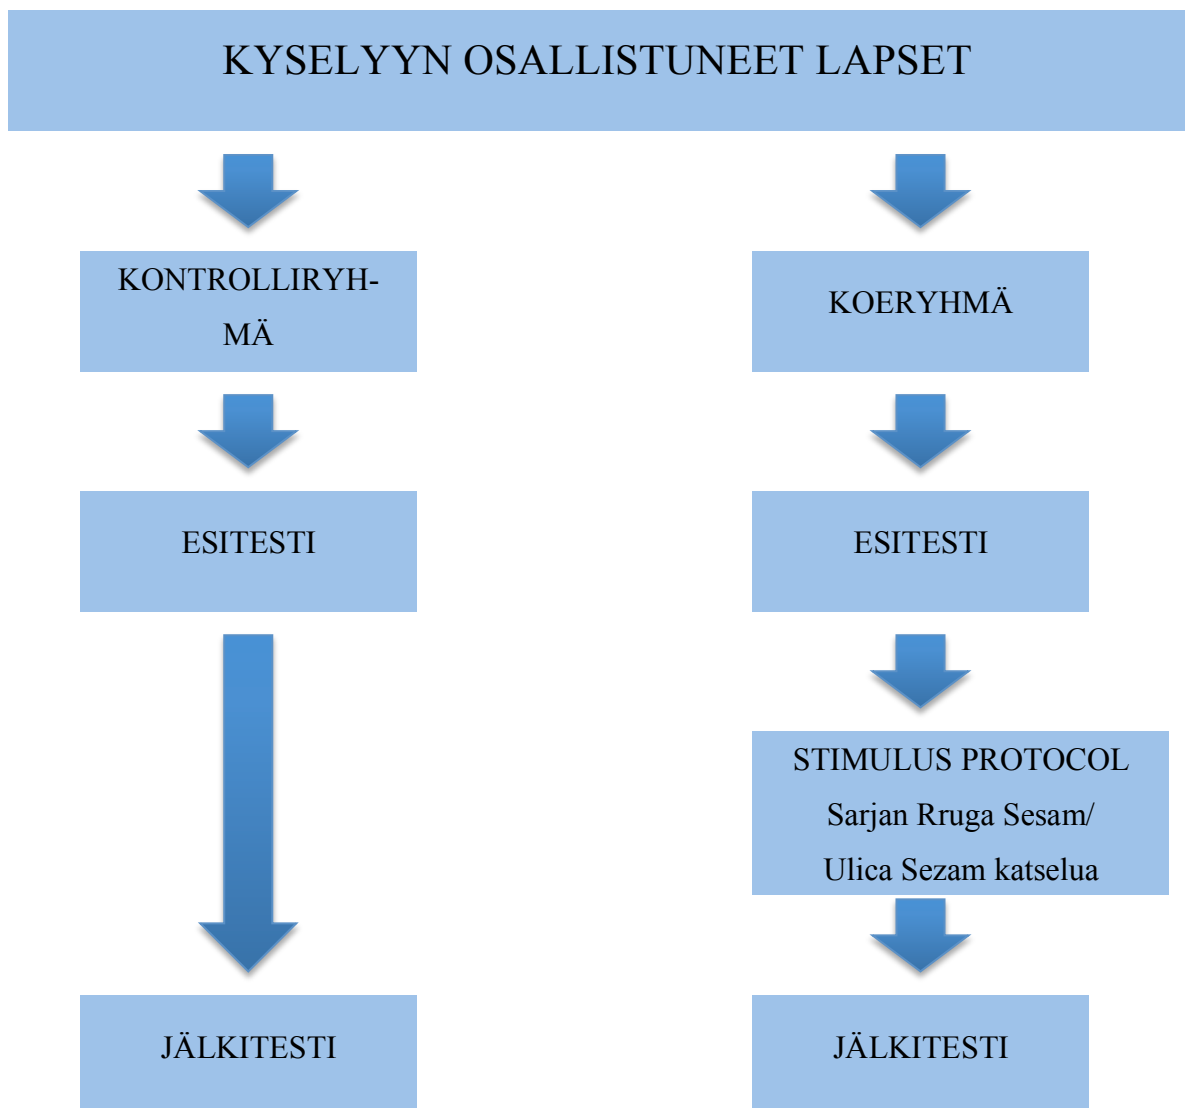 KYSELYYN OSALLISTUNEET LAPSET
KONTROLLIRYH-
MÄ
KOERYHMÄ
ESITESTI
ESITESTI
STIMULUS PROTOCOL
Sarjan Rruga Sesam/
Ulica Sezam katselua
JÄLKITESTI
JÄLKITESTI